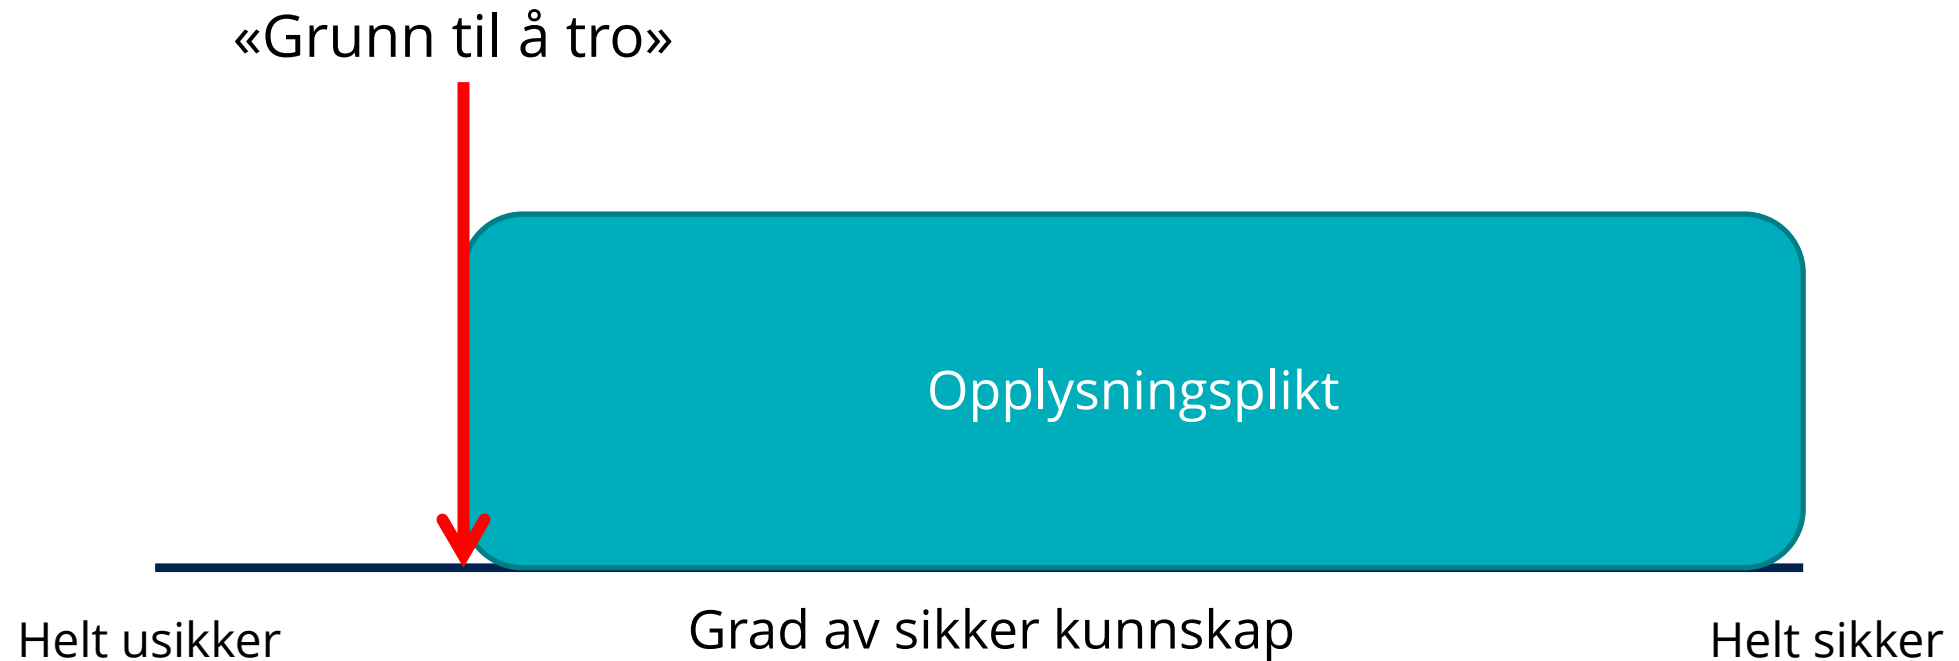 «Grunn til å tro»
Opplysningsplikt
Helt usikker
Grad av sikker kunnskap
Helt sikker